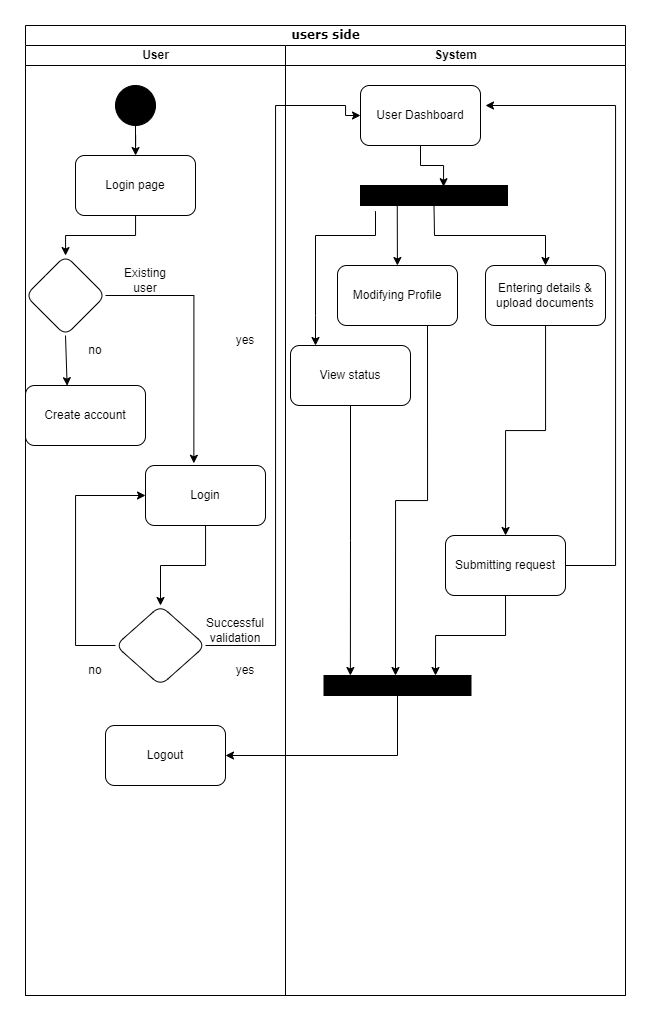 users side
User
System
User Dashboard
Login page
Existing
user
Modifying Profile
Entering details &
upload documents
yes
no
View status
Create account
Login
Submitting request
Successful
validation
no
yes
Logout